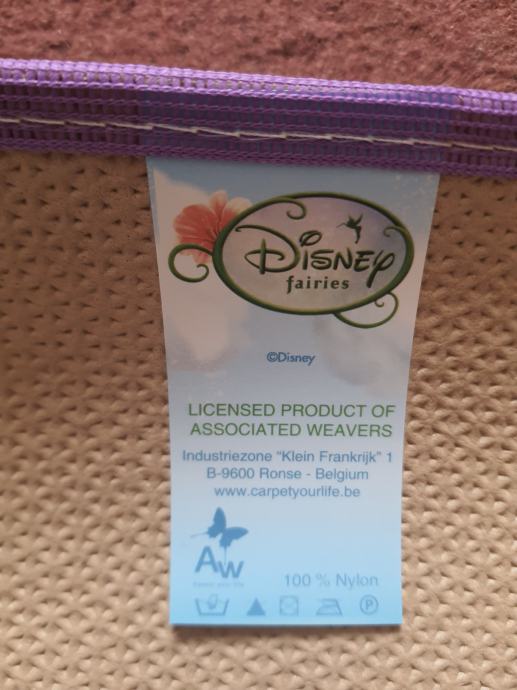 Disney
fairies
©Disney
LICENSED PRODUCT OF
ASSOCIATED WEAVERS
Industriezone "Klein Frankrijk" 1
B-9600 Ronse - Belgium
www.carpetyourlife.be
AW
100 % Nylon
P